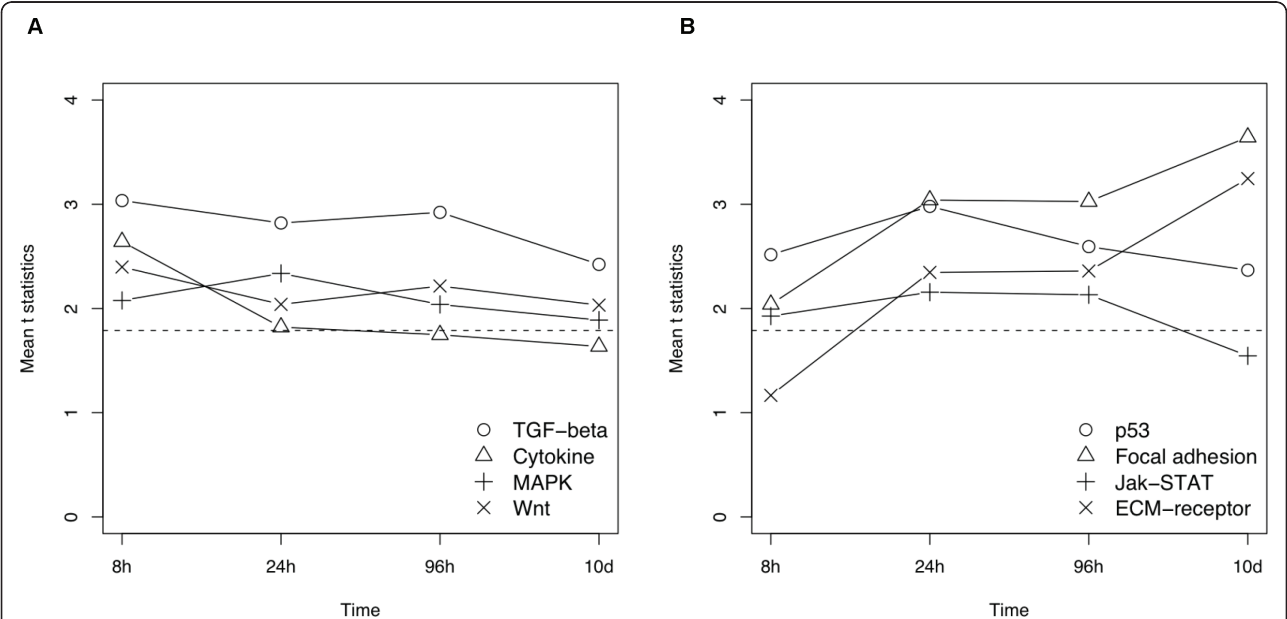 A
Mean t statistics
4
3
2
1
0
TGF−beta
Cytokine
MAPK
Wnt
8h 24h 96h 10d
Time
B
Mean t statistics
4
3
2
1
0
p53
Focal adhesion
Jak−STAT
ECM−receptor
8h 24h 96h 10d
Time